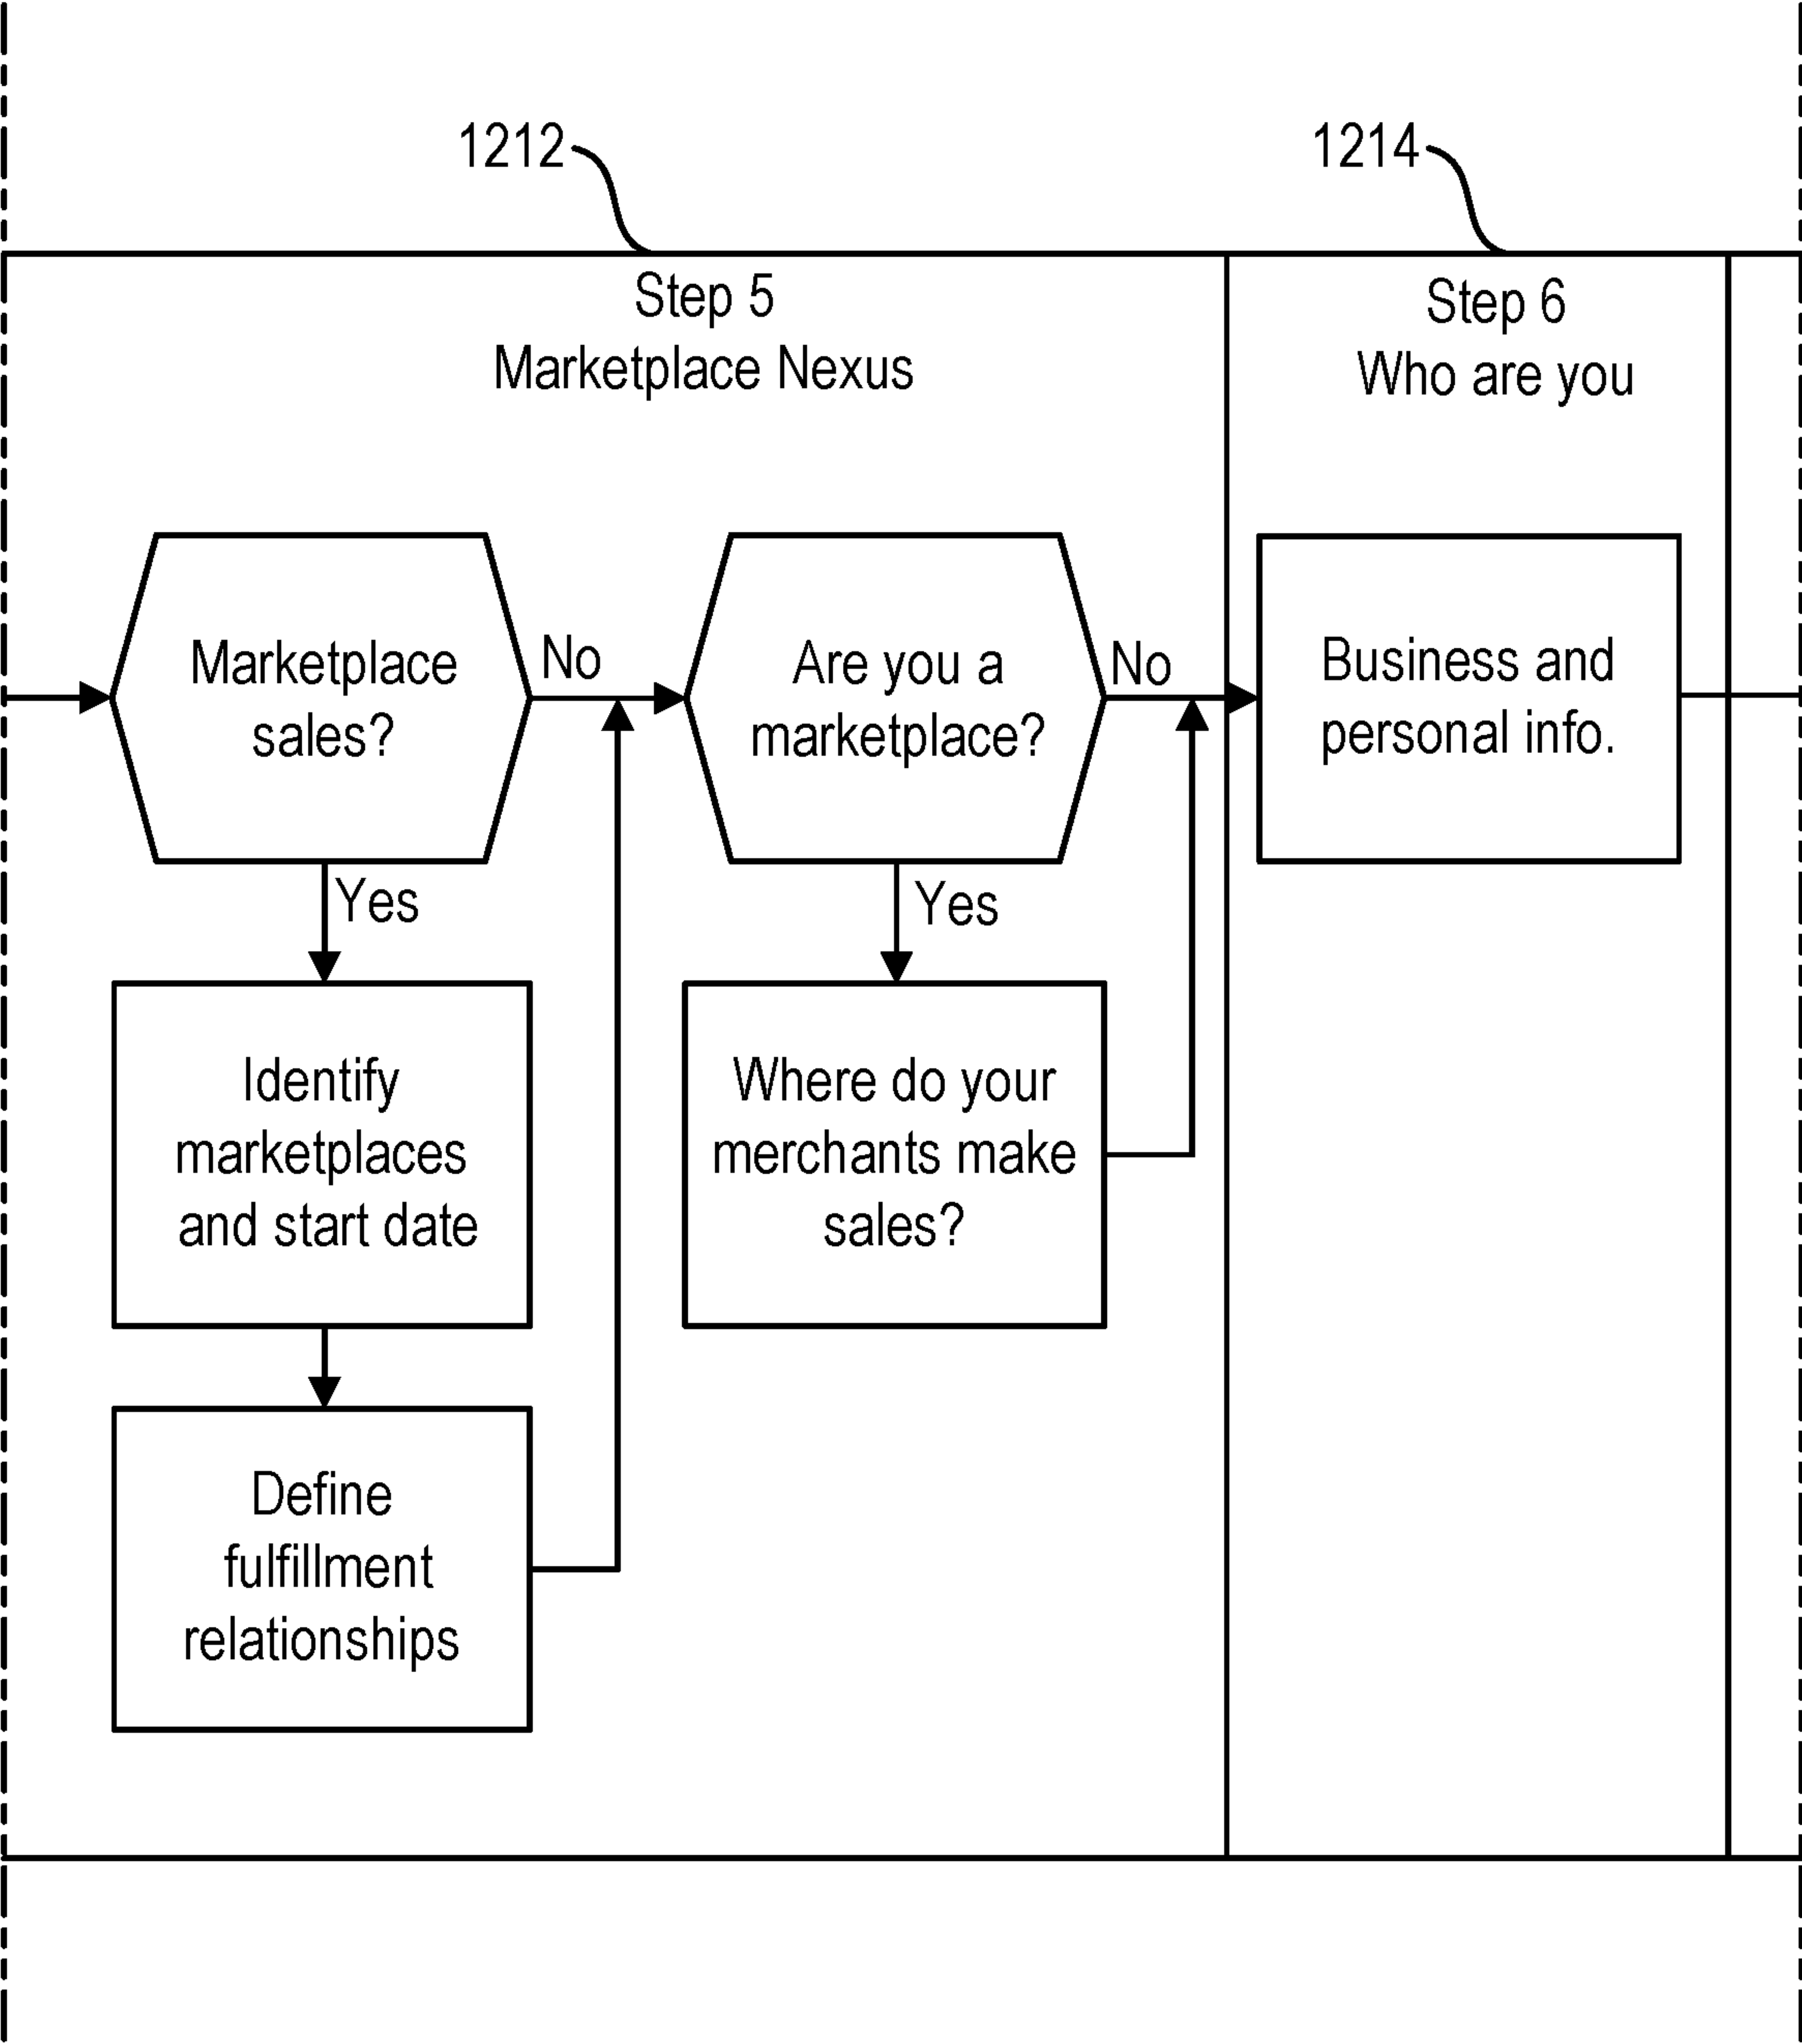 1212
1214
Step 5
Marketplace Nexus
Step 6
Who are you
Marketplace
sales?
No
Are you a
marketplace?
No
Business and
personal info.
Yes
Yes
Identify
marketplaces
and start date
Where do your
merchants make
sales?
Define
fulfillment
relationships